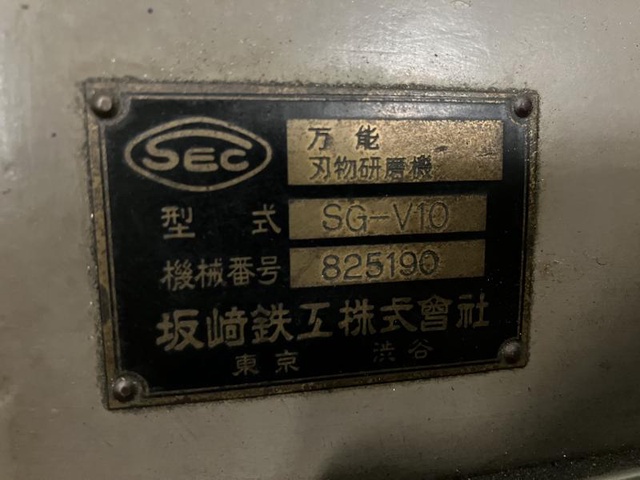 SEC
万能
刃物研磨機
型式 SG-V10
機械番号 825190
坂﨑鉄工株式會社
東京 渋谷